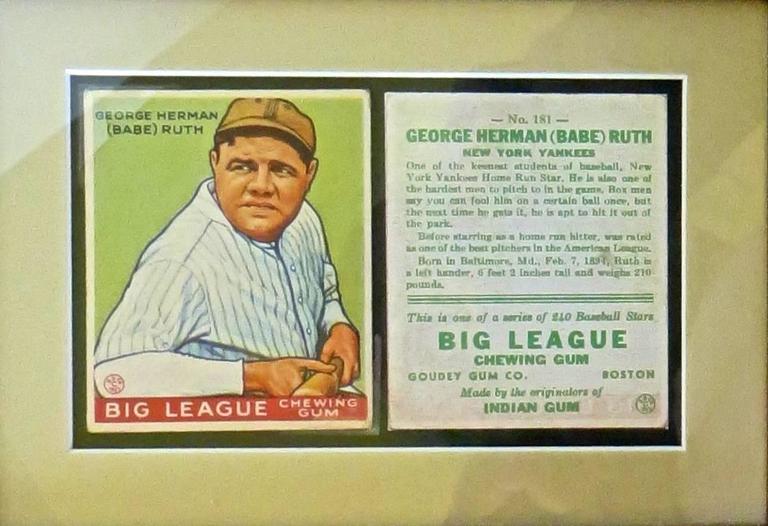 GEORGE HERMAN
(BABE) RUTH
BIG LEAGUE CHEWING GUM
— No. 181 —
GEORGE HERMAN (BABE) RUTH
NEW YORK YANKEES
One of the keenest students of baseball, New
York Yankees Home Run Star. He is also one of
the hardest men to pitch to in the game. Box men
say you can fool him on a certain ball once, but
the next time he gets it, he is apt to hit it out of
the park.
Before starring as a home run hitter, was rated
as one of the best pitchers in the American League.
Born in Baltimore, Md., Feb. 7, 1894, Ruth is
a left hander, 6 feet 2 inches tall and weighs 210
pounds.
This is one of a series of 240 Baseball Stars
BIG LEAGUE
CHEWING GUM
GOUDEY GUM CO. BOSTON
Made by the originators of
INDIAN GUM